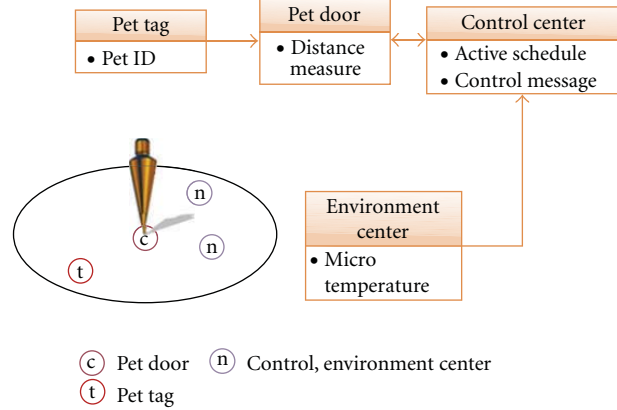 Pet tag
• Pet ID
Pet door
• Distance
measure
Control center
• Active schedule
• Control message
Environment
center
• Micro
temperature
n
c
n
t
c Pet door
n Control, environment center
t Pet tag